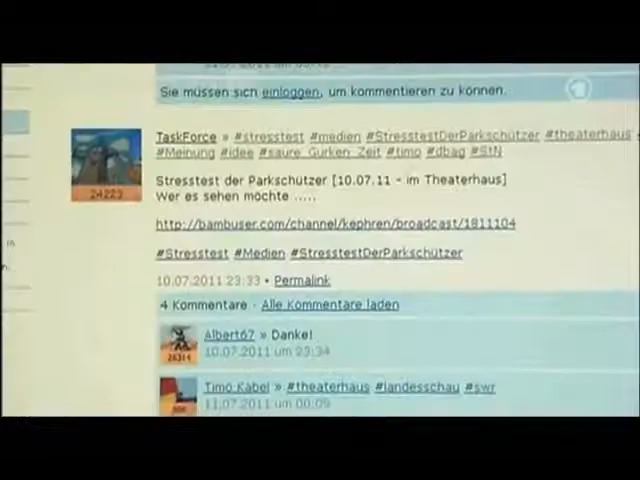 Sie müssen sich einloggen, um kommentieren zu können.
TaskForce » #stresstest #medien #StresstestDerParkschützer #theaterhaus
#Meinung #idee #saure_Gurken_Zeit #timo #dbag #StN
24223
Stresstest der Parkschützer [10.07.11 - im Theaterhaus]
Wer es sehen möchte .....
http://bambuser.com/channel/kephren/broadcast/1811104
#Stresstest #Medien #StresstestDerParkschützer
10.07.2011 23:33 • Permalink
4 Kommentare · Alle Kommentare laden
Albert67 » Danke!
26314
10.07.2011 um 23:34
Timo Kabel » #theaterhaus #landesschau #swr
11.07.2011 um 00:09